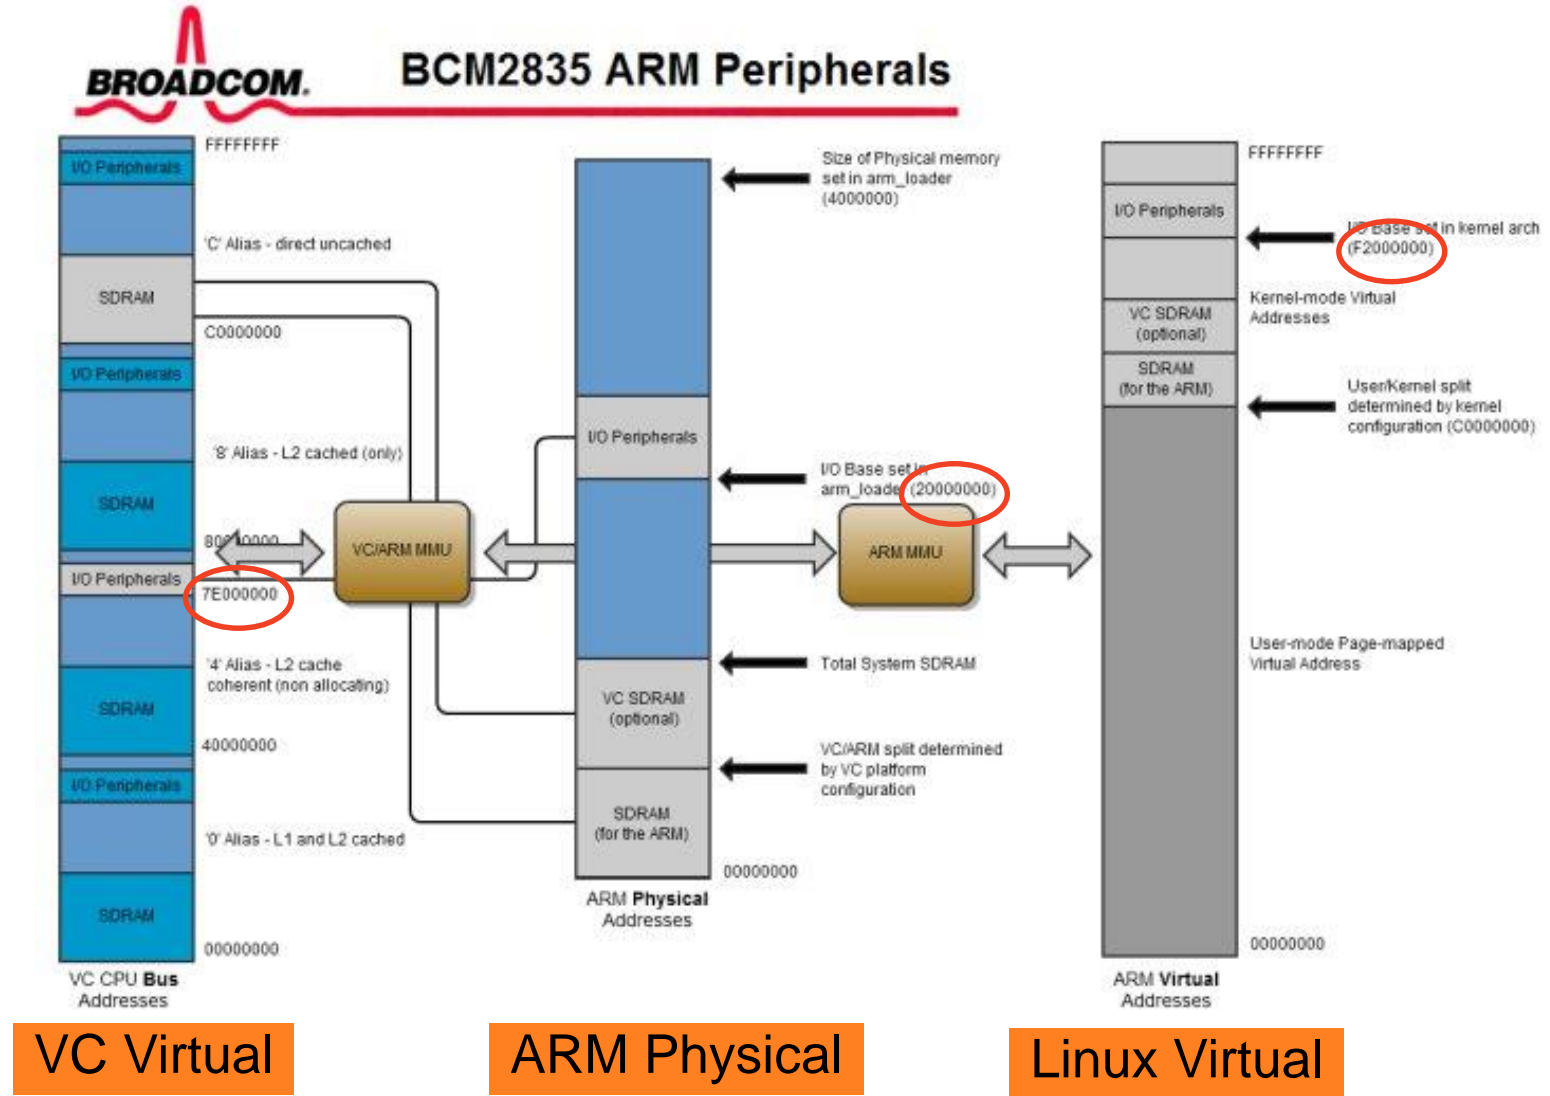 BROADCOM.
BCM2835 ARM Peripherals
FFFFFFFF
I/O Peripherals
'C' Alias - direct uncached
SDRAM
C0000000
I/O Peripherals
'8' Alias - L2 cached (only)
SDRAM
80000000
I/O Peripherals
7E000000
'4' Alias - L2 cache
coherent (non allocating)
SDRAM
40000000
I/O Peripherals
'0' Alias - L1 and L2 cached
SDRAM
00000000
VC CPU Bus
Addresses
VC/ARM MMU
Size of Physical memory
set in arm_loader
(4000000)
I/O Peripherals
I/O Base set in
arm_loader (20000000)
Total System SDRAM
VC SDRAM
(optional)
VC/ARM split determined
by VC platform
configuration
SDRAM
(for the ARM)
00000000
ARM Physical
Addresses
ARM MMU
FFFFFFFF
I/O Peripherals
I/O Base set in kernel arch
(F2000000)
Kernel-mode Virtual
Addresses
VC SDRAM
(optional)
SDRAM
(for the ARM)
User/Kernel split
determined by kernel
configuration (C0000000)
User-mode Page-mapped
Virtual Address
00000000
ARM Virtual
Addresses
VC Virtual
ARM Physical
Linux Virtual